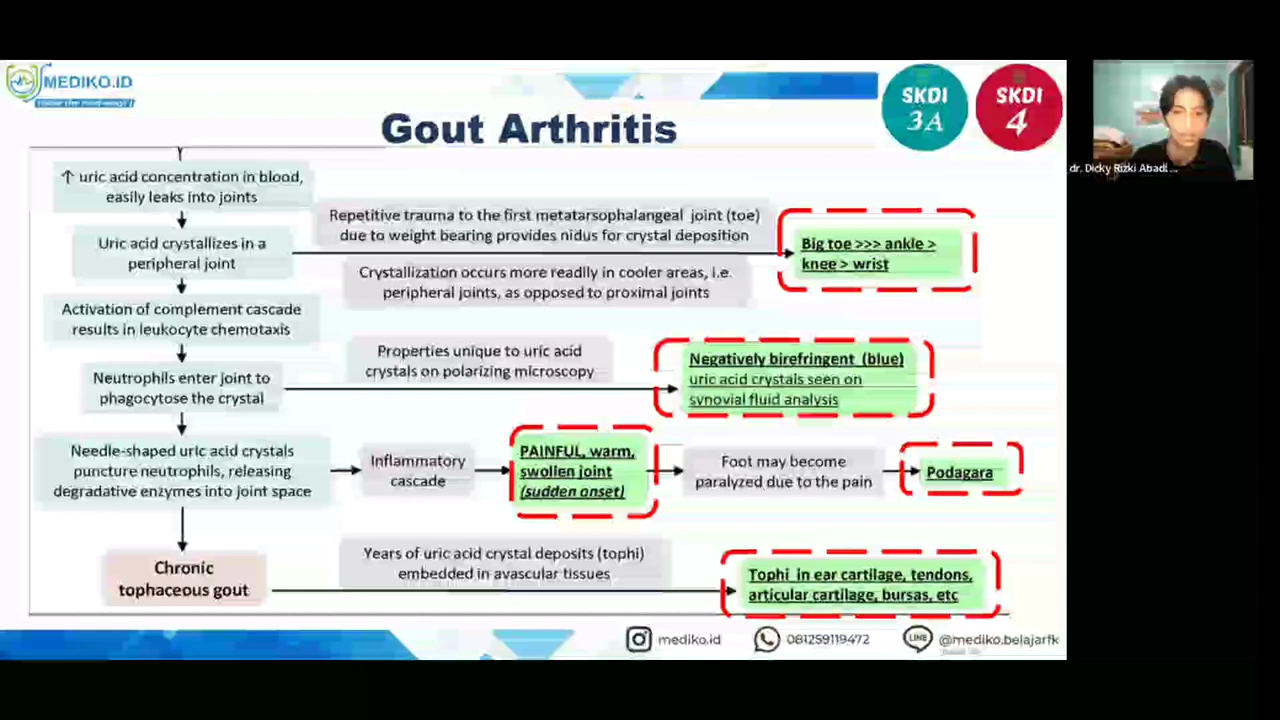 MEDIKO.ID
SKDI
3A
SKDI
4
Gout Arthritis
dr. Dicky Rizki Abadi ...
↑ uric acid concentration in blood,
easily leaks into joints
Repetitive trauma to the first metatarsophalangeal joint (toe)
due to weight bearing provides nidus for crystal deposition
Uric acid crystallizes in a
peripheral joint
Big toe >>> ankle >
knee > wrist
Crystallization occurs more readily in cooler areas, i.e.
peripheral joints, as opposed to proximal joints
Activation of complement cascade
results in leukocyte chemotaxis
Properties unique to uric acid
crystals on polarizing microscopy
Negatively birefringent (blue)
uric acid crystals seen on
synovial fluid analysis
Neutrophils enter joint to
phagocytose the crystal
Needle-shaped uric acid crystals
puncture neutrophils, releasing
degradative enzymes into joint space
Inflammatory
cascade
PAINFUL, warm,
swollen joint
(sudden onset)
Foot may become
paralyzed due to the pain
Podagara
Chronic
tophaceous gout
Years of uric acid crystal deposits (tophi)
embedded in avascular tissues
Tophi in ear cartilage, tendons,
articular cartilage, bursas, etc
mediko.id
081259119472
LINE
@mediko.belajarfk